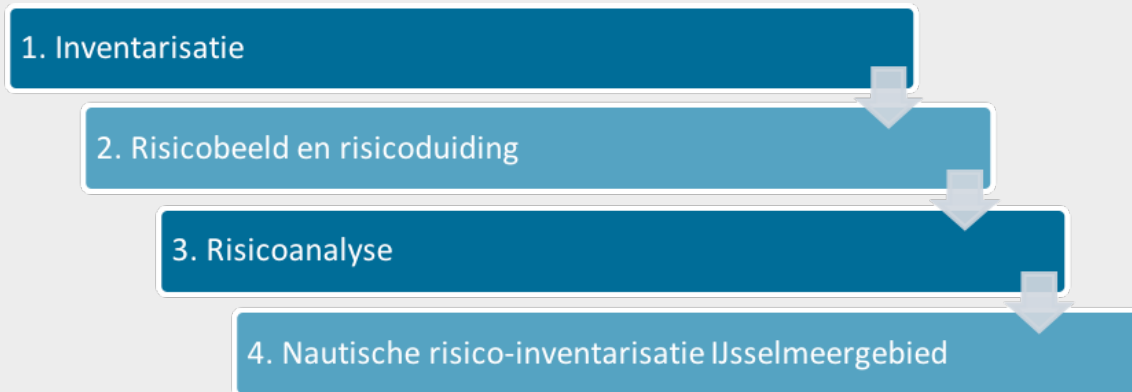 1. Inventarisatie
2. Risicobeeld en risicoduiding
3. Risicoanalyse
4. Nautische risico-inventarisatie IJsselmeergebied